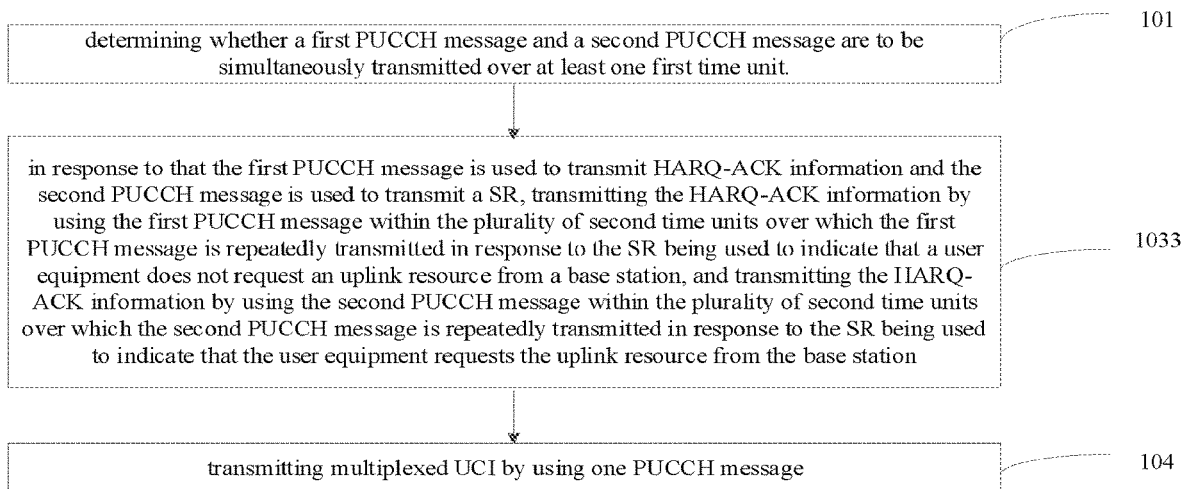 101
determining whether a first PUCCH message and a second PUCCH message are to be
simultaneously transmitted over at least one first time unit.
in response to that the first PUCCH message is used to transmit HARQ-ACK information and the
second PUCCH message is used to transmit a SR, transmitting the HARQ-ACK information by
using the first PUCCH message within the plurality of second time units over which the first
PUCCH message is repeatedly transmitted in response to the SR being used to indicate that a user
equipment does not request an uplink resource from a base station, and transmitting the HARQ-
ACK information by using the second PUCCH message within the plurality of second time units
over which the second PUCCH message is repeatedly transmitted in response to the SR being used
to indicate that the user equipment requests the uplink resource from the base station
1033
transmitting multiplexed UCI by using one PUCCH message
104